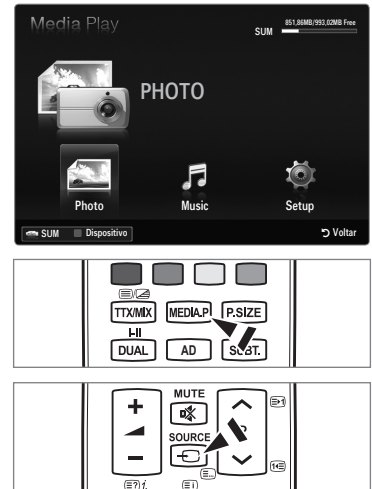 Media Play
SUM
851,86MB/993,02MB Free
PHOTO
Photo
Music
Setup
SUM
Dispositivo
Voltar
TTX/MIX
MEDIA.P
P.SIZE
I-II
DUAL
AD
SUBT.
MUTE
SOURCE